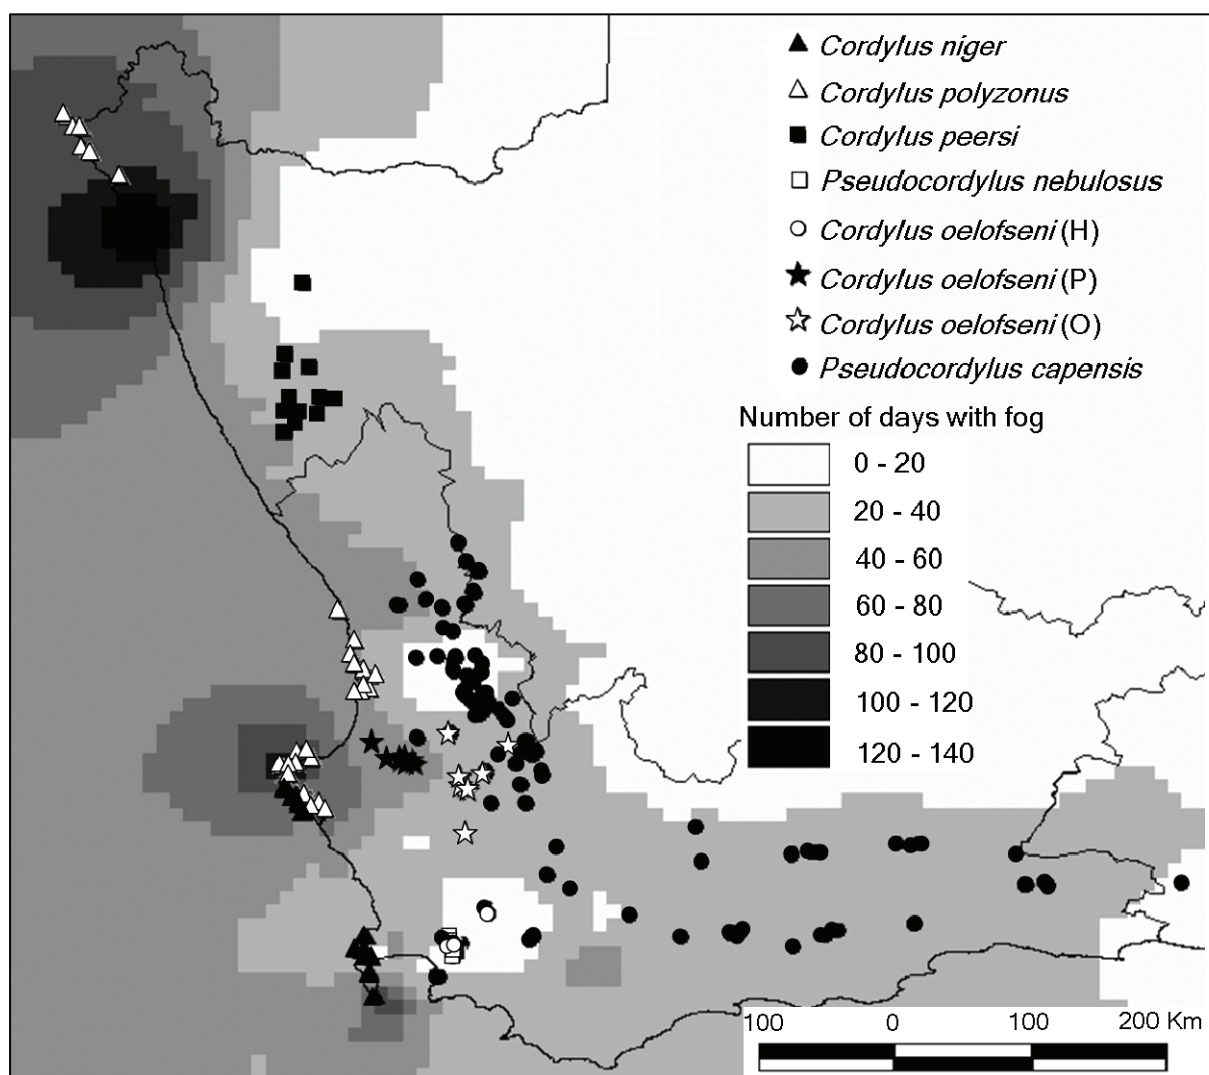 Cordylus niger
Cordylus polyzonus
Cordylus peersi
Pseudocordylus nebulosus
Cordylus oelofseni (H)
Cordylus oelofseni (P)
Cordylus oelofseni (O)
Pseudocordylus capensis
Number of days with fog
0 - 20
20 - 40
40 - 60
60 - 80
80 - 100
100 - 120
120 - 140
100 0 100 200 Km